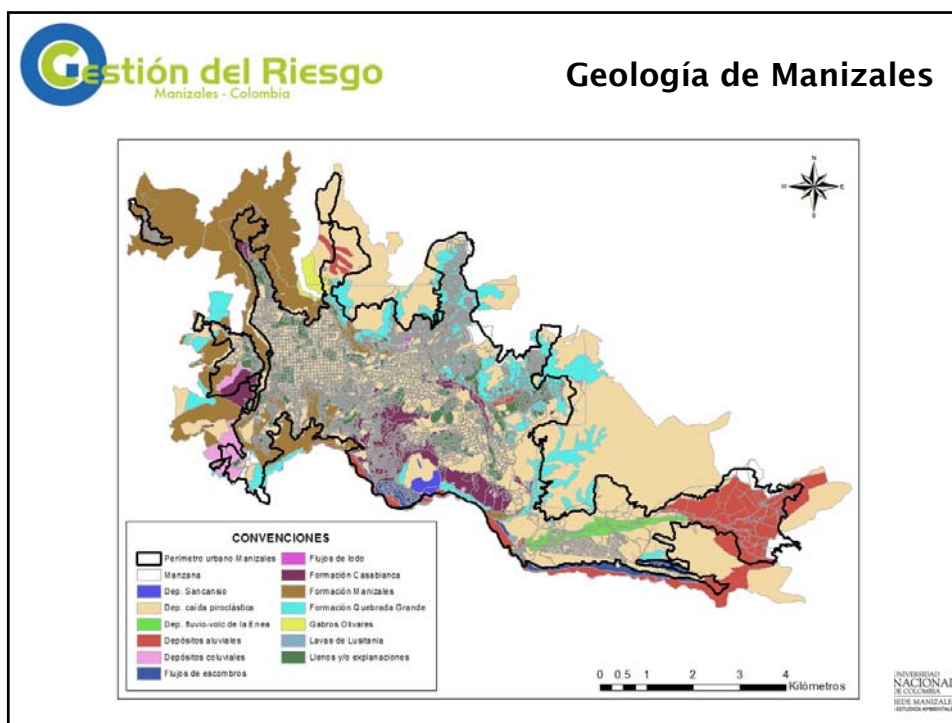 Gestión del Riesgo
Manizales - Colombia
Geología de Manizales
N
W E
S
CONVENCIONES
Perímetro urbano Manizales
Manzana
Dep. Sancansio
Dep. caída piroclástica
Dep. fluvio-volc de la Enea
Depósitos aluviales
Depósitos coluviales
Flujos de escombros
Flujos de lodo
Formación Casabianca
Formación Manizales
Formación Quebrada Grande
Gabros Olivares
Lavas de Lusitania
Llenos y/o explanaciones
0 0.5 1 2 3 4
Kilómetros
UNIVERSIDAD
NACIONAL
DE COLOMBIA
SEDE MANIZALES
ESTUDIOS AMBIENTALES